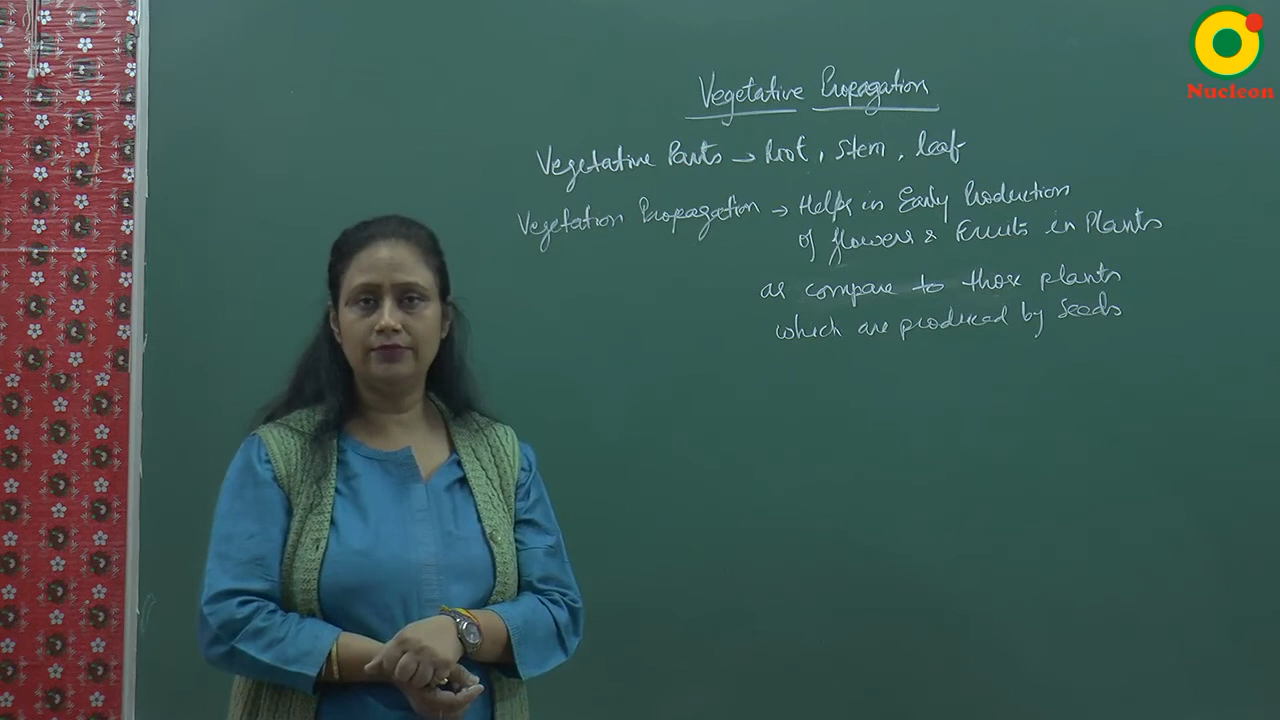 Vegetative Propagation
Vegetative Parts → Root, Stem, leaf
Vegetation Propagation → Helps in Early Production
of flowers & Fruits in Plants
as compare to those plants
which are produced by Seeds
Nucleon